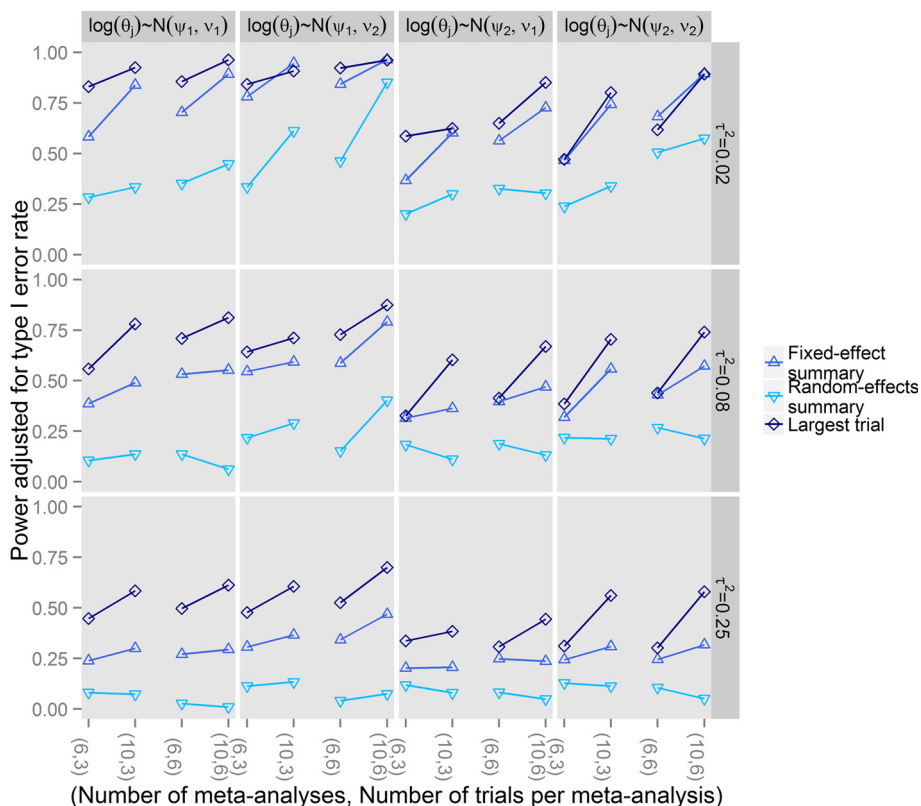 log(θj)~N(ψ1, ν1) log(θj)~N(ψ1, ν2) log(θj)~N(ψ2, ν1) log(θj)~N(ψ2, ν2)
Power adjusted for type I error rate
1.00
0.75
0.50
0.25
0.00
τ²=0.02
1.00
0.75
0.50
0.25
0.00
τ²=0.08
1.00
0.75
0.50
0.25
0.00
τ²=0.25
Fixed-effect
summary
Random-effects
summary
Largest trial
(6,3) (10,3) (6,6) (10,6) (6,3) (10,3) (6,6) (10,6) (6,3) (10,3) (6,6) (10,6) (6,3) (10,3) (6,6) (10,6)
(Number of meta-analyses, Number of trials per meta-analysis)